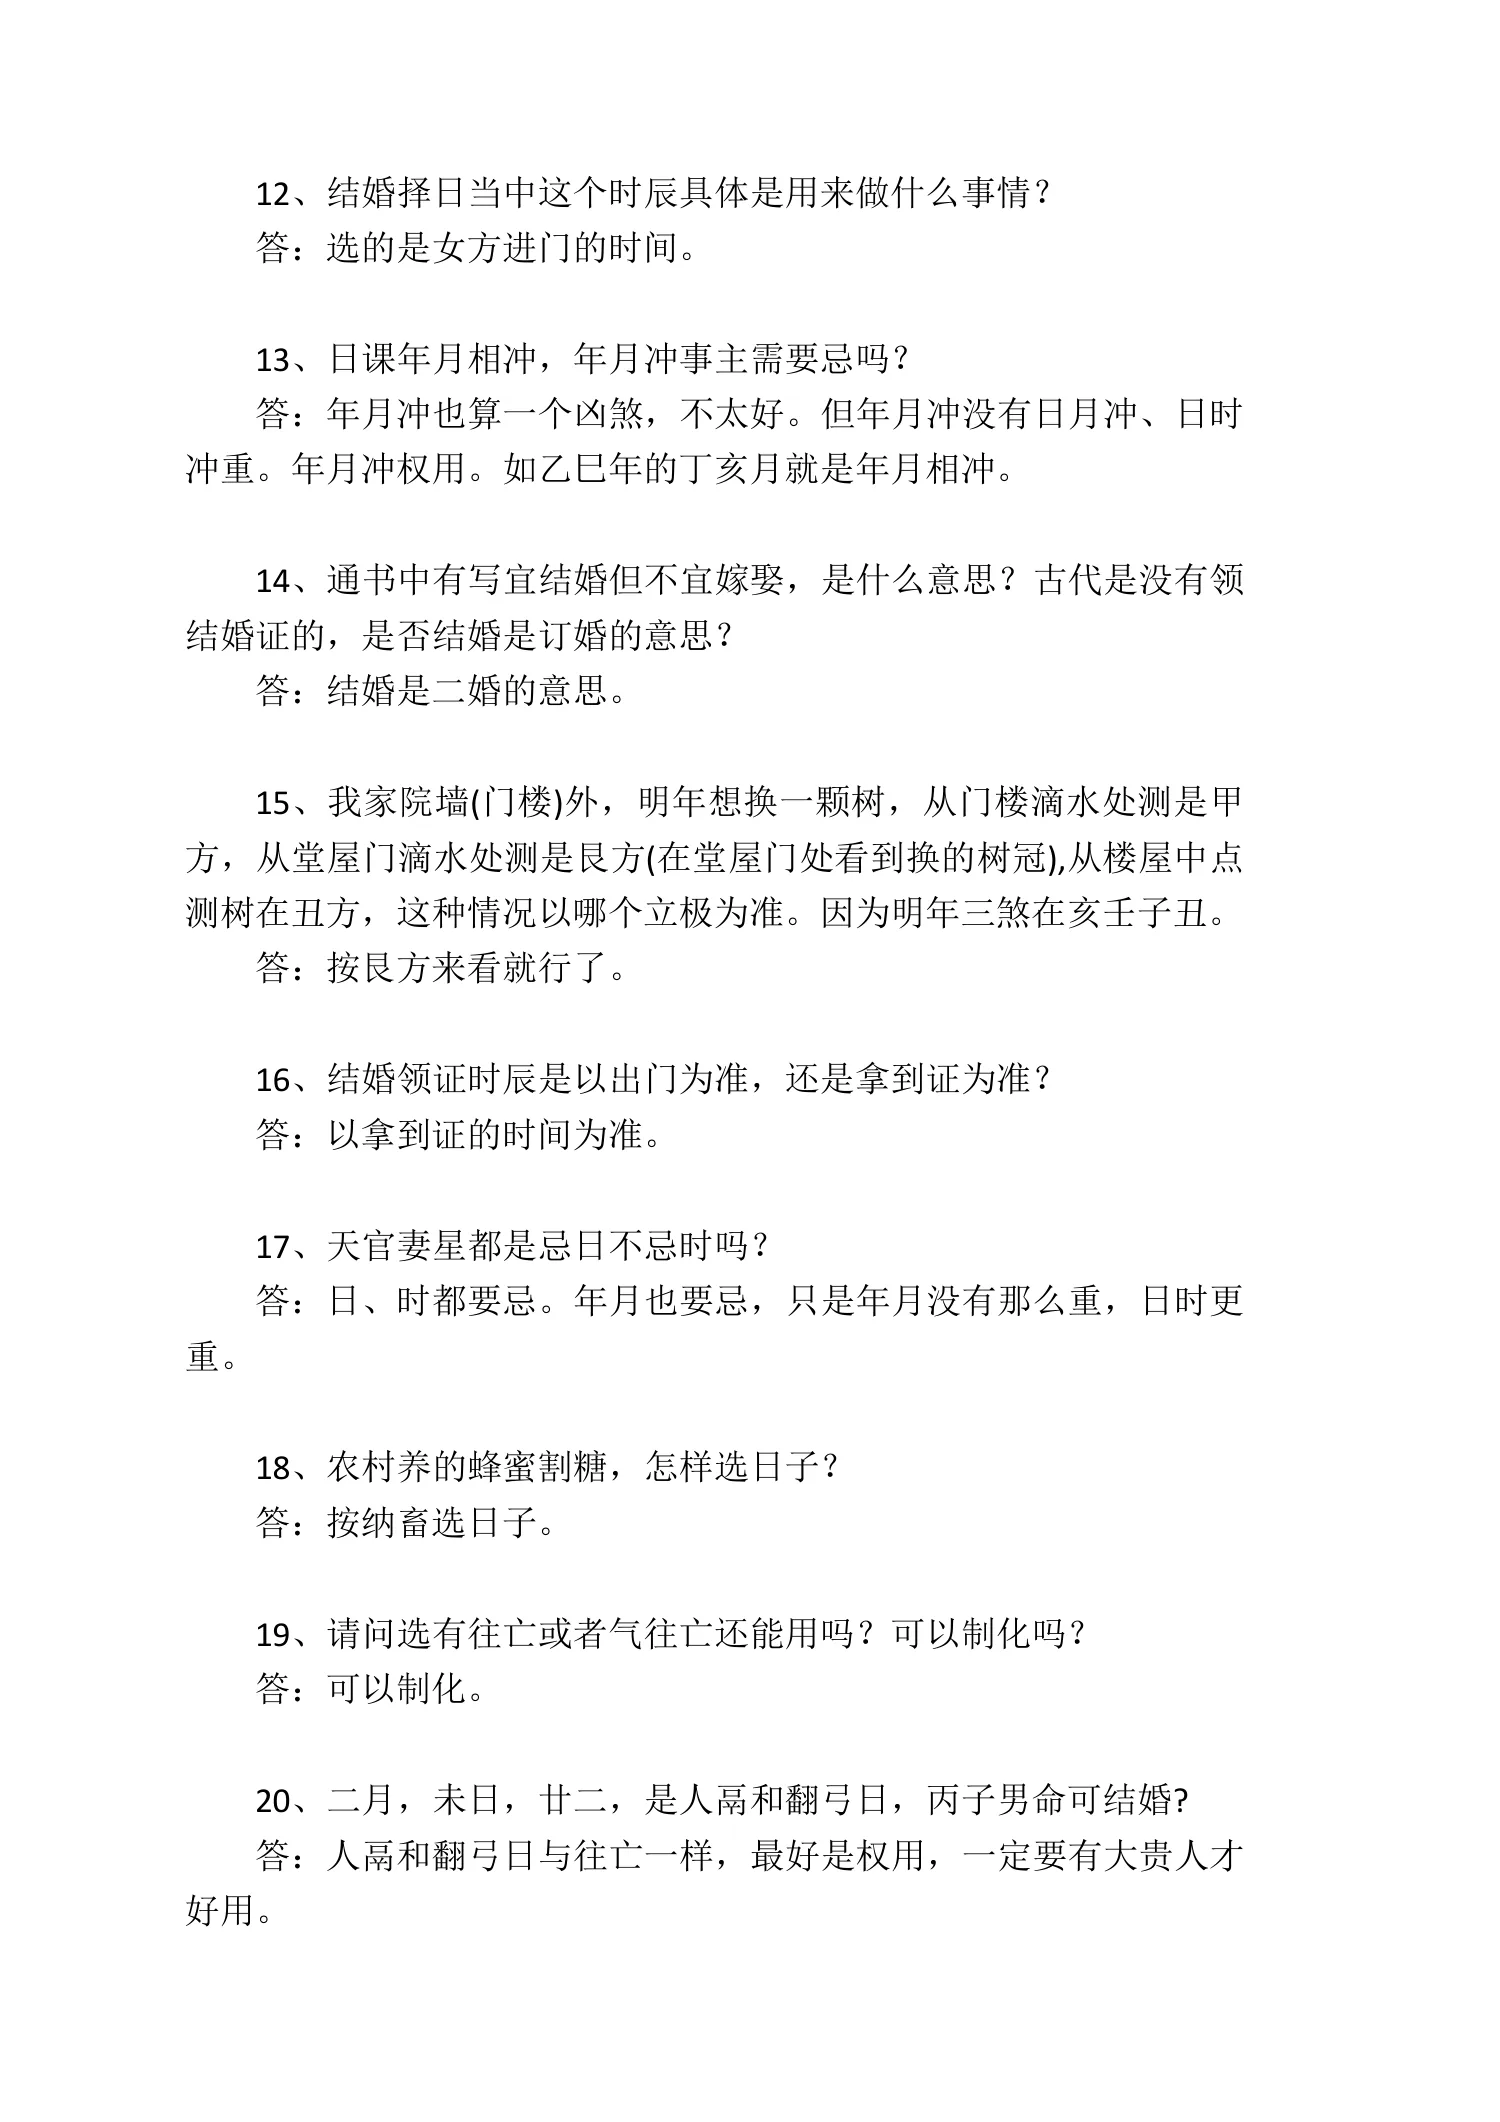 12、结婚择日当中这个时辰具体是用来做什么事情？
答：选的是女方进门的时间。
13、日课年月相冲，年月冲事主需要忌吗？
答：年月冲也算一个凶煞，不太好。但年月冲没有日月冲、日时
冲重。年月冲权用。如乙巳年的丁亥月就是年月相冲。
14、通书中有写宜结婚但不宜嫁娶，是什么意思？古代是没有领
结婚证的，是否结婚是订婚的意思？
答：结婚是二婚的意思。
15、我家院墙(门楼)外，明年想换一颗树，从门楼滴水处测是甲
方，从堂屋门滴水处测是艮方(在堂屋门处看到换的树冠),从楼屋中点
测树在丑方，这种情况以哪个立极为准。因为明年三煞在亥壬子丑。
答：按艮方来看就行了。
16、结婚领证时辰是以出门为准，还是拿到证为准？
答：以拿到证的时间为准。
17、天官妻星都是忌日不忌时吗？
答：日、时都要忌。年月也要忌，只是年月没有那么重，日时更
重。
18、农村养的蜂蜜割糖，怎样选日子？
答：按纳畜选日子。
19、请问选有往亡或者气往亡还能用吗？可以制化吗？
答：可以制化。
20、二月，未日，廿二，是人鬲和翻弓日，丙子男命可结婚?
答：人鬲和翻弓日与往亡一样，最好是权用，一定要有大贵人才
好用。